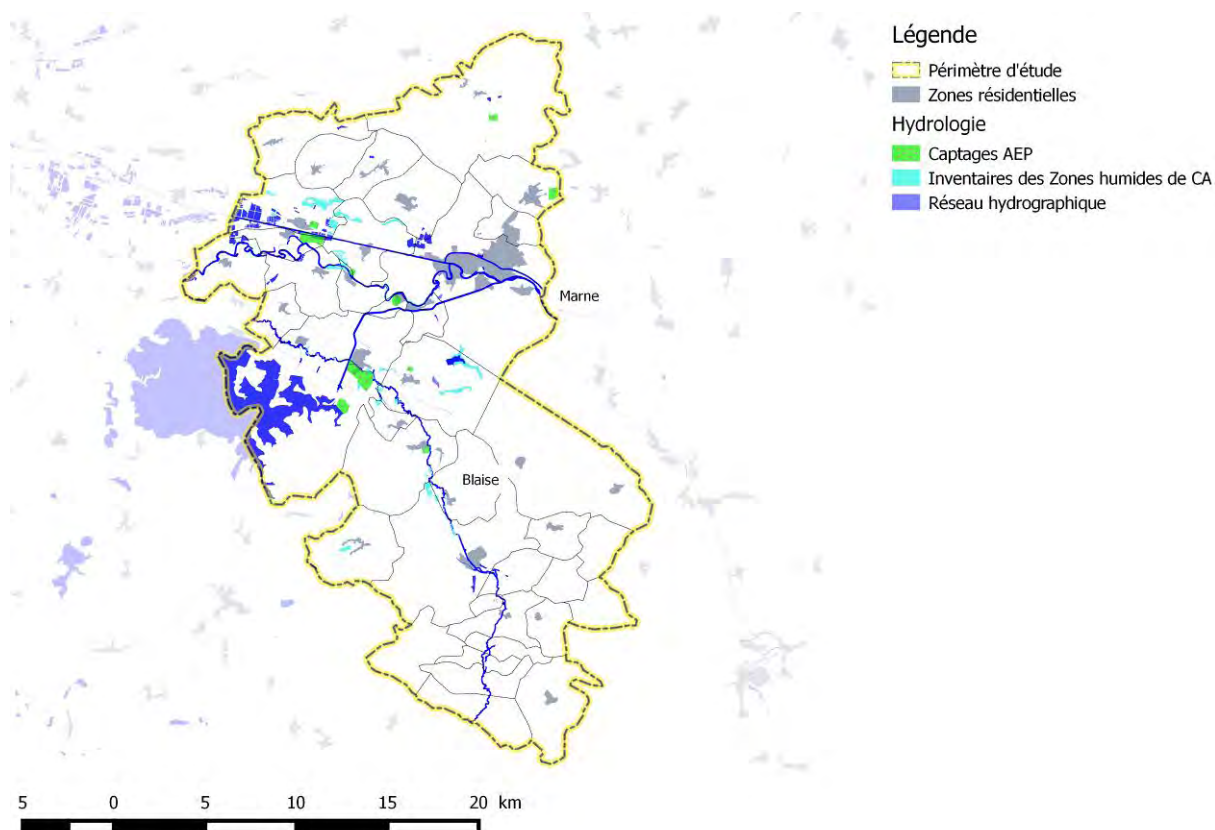 Légende
Périmètre d'étude
Zones résidentielles
Hydrologie
Captages AEP
Inventaires des Zones humides de CA
Réseau hydrographique
Marne
Blaise
5 0 5 10 15 20 km